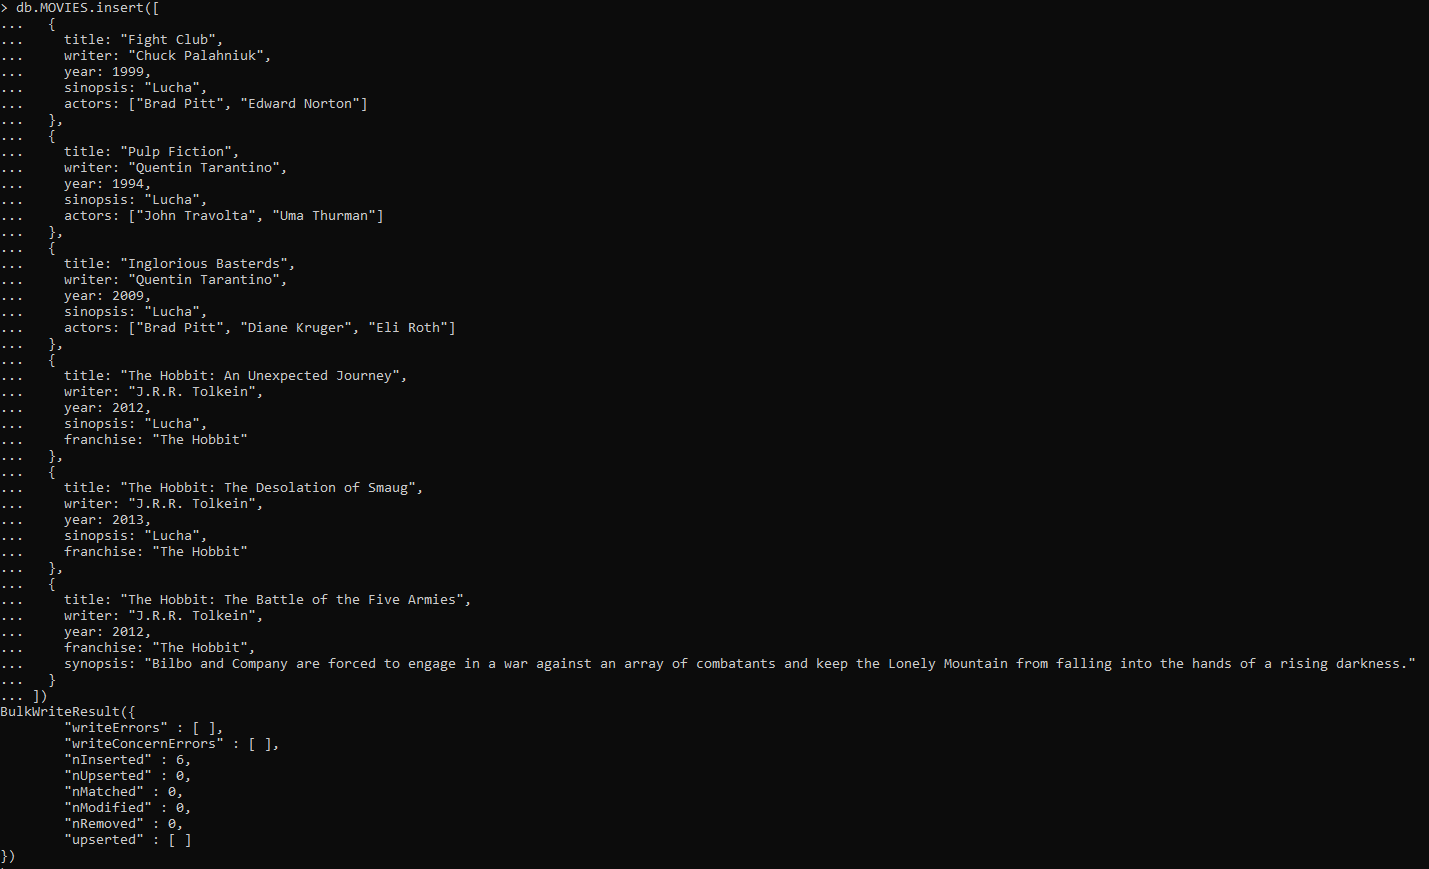 > db.MOVIES.insert([
...   {
...     title: "Fight Club",
...     writer: "Chuck Palahniuk",
...     year: 1999,
...     sinopsis: "Lucha",
...     actors: ["Brad Pitt", "Edward Norton"]
...   },
...   {
...     title: "Pulp Fiction",
...     writer: "Quentin Tarantino",
...     year: 1994,
...     sinopsis: "Lucha",
...     actors: ["John Travolta", "Uma Thurman"]
...   },
...   {
...     title: "Inglorious Basterds",
...     writer: "Quentin Tarantino",
...     year: 2009,
...     sinopsis: "Lucha",
...     actors: ["Brad Pitt", "Diane Kruger", "Eli Roth"]
...   },
...   {
...     title: "The Hobbit: An Unexpected Journey",
...     writer: "J.R.R. Tolkein",
...     year: 2012,
...     sinopsis: "Lucha",
...     franchise: "The Hobbit"
...   },
...   {
...     title: "The Hobbit: The Desolation of Smaug",
...     writer: "J.R.R. Tolkein",
...     year: 2013,
...     sinopsis: "Lucha",
...     franchise: "The Hobbit"
...   },
...   {
...     title: "The Hobbit: The Battle of the Five Armies",
...     writer: "J.R.R. Tolkein",
...     year: 2012,
...     franchise: "The Hobbit",
...     synopsis: "Bilbo and Company are forced to engage in a war against an array of combatants and keep the Lonely Mountain from falling into the hands of a rising darkness."
...   }
... ])
BulkWriteResult({
        "writeErrors" : [ ],
        "writeConcernErrors" : [ ],
        "nInserted" : 6,
        "nUpserted" : 0,
        "nMatched" : 0,
        "nModified" : 0,
        "nRemoved" : 0,
        "upserted" : [ ]
})